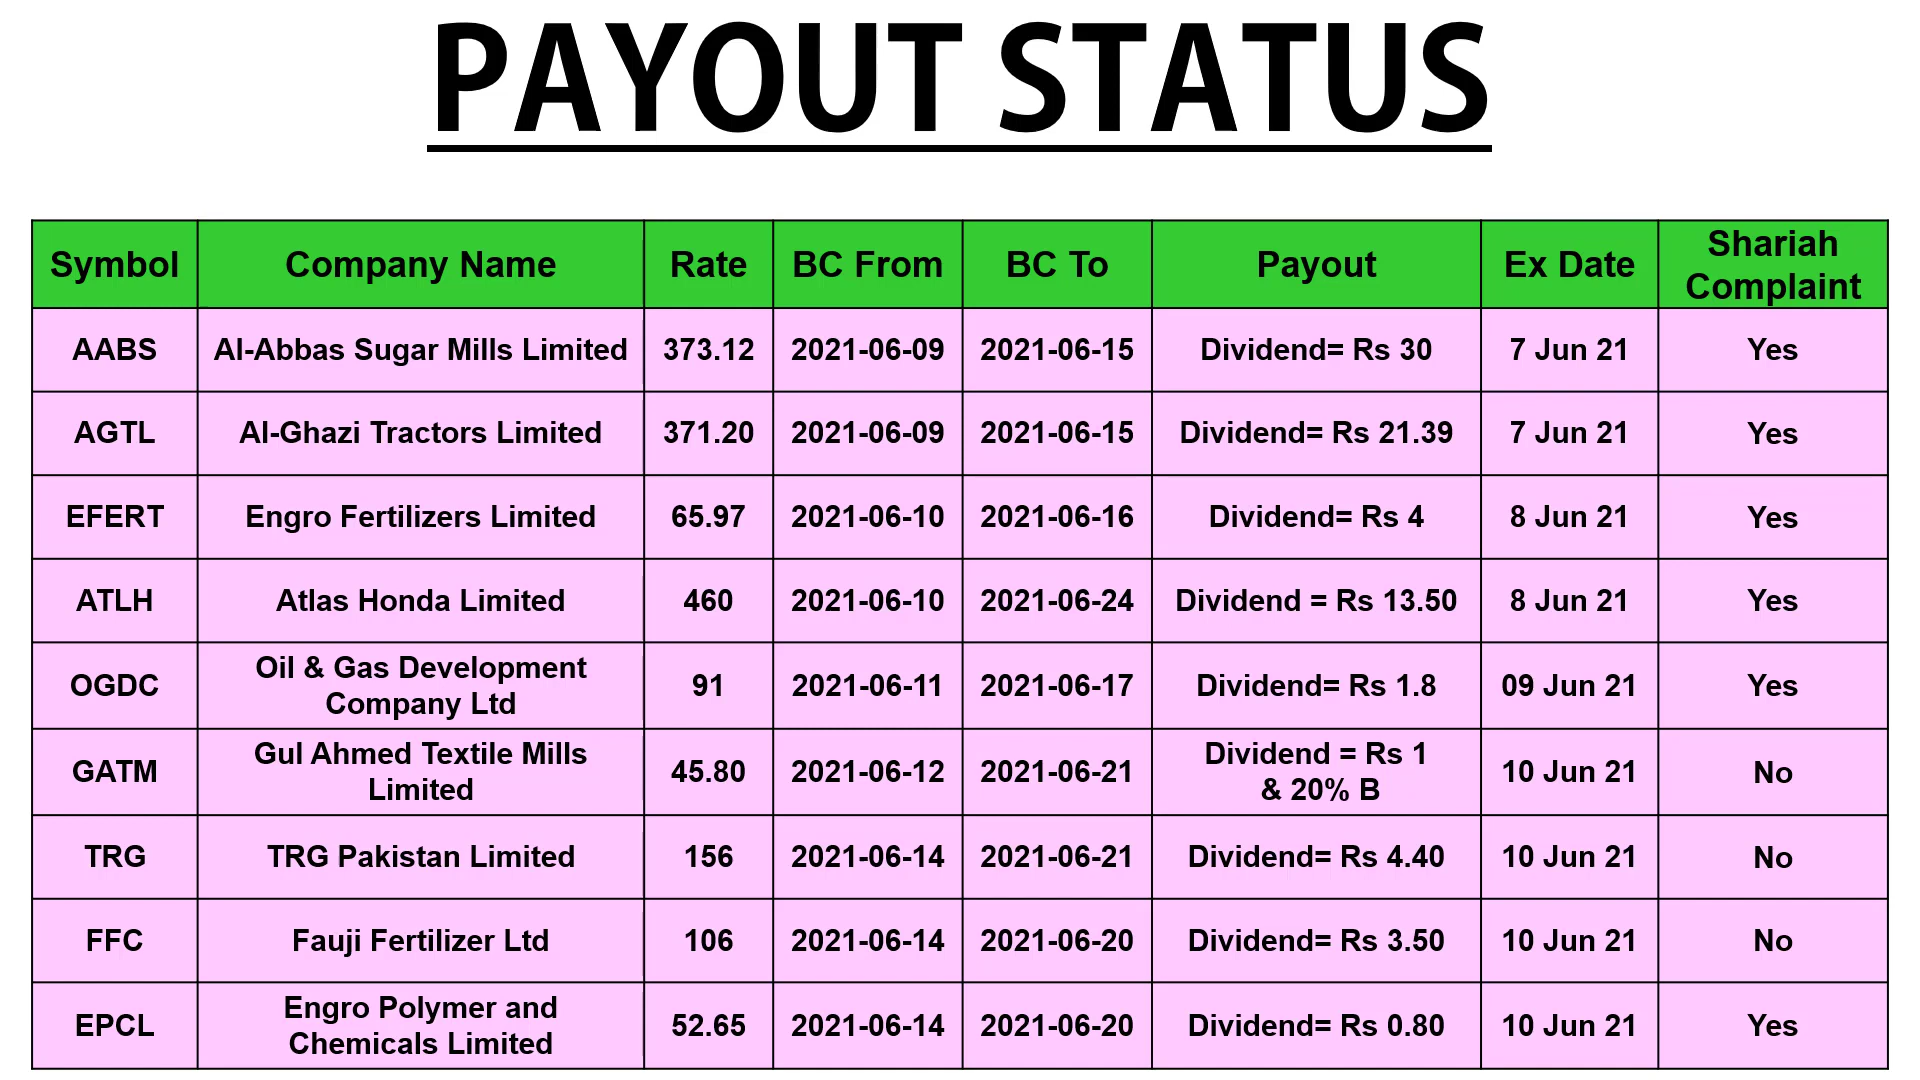 PAYOUT STATUS
Symbol Company Name Rate BC From BC To Payout Ex Date Shariah Complaint
AABS Al-Abbas Sugar Mills Limited 373.12 2021-06-09 2021-06-15 Dividend= Rs 30 7 Jun 21 Yes
AGTL Al-Ghazi Tractors Limited 371.20 2021-06-09 2021-06-15 Dividend= Rs 21.39 7 Jun 21 Yes
EFERT Engro Fertilizers Limited 65.97 2021-06-10 2021-06-16 Dividend= Rs 4 8 Jun 21 Yes
ATLH Atlas Honda Limited 460 2021-06-10 2021-06-24 Dividend = Rs 13.50 8 Jun 21 Yes
OGDC Oil & Gas Development Company Ltd 91 2021-06-11 2021-06-17 Dividend= Rs 1.8 09 Jun 21 Yes
GATM Gul Ahmed Textile Mills Limited 45.80 2021-06-12 2021-06-21 Dividend = Rs 1 & 20% B 10 Jun 21 No
TRG TRG Pakistan Limited 156 2021-06-14 2021-06-21 Dividend= Rs 4.40 10 Jun 21 No
FFC Fauji Fertilizer Ltd 106 2021-06-14 2021-06-20 Dividend= Rs 3.50 10 Jun 21 No
EPCL Engro Polymer and Chemicals Limited 52.65 2021-06-14 2021-06-20 Dividend= Rs 0.80 10 Jun 21 Yes